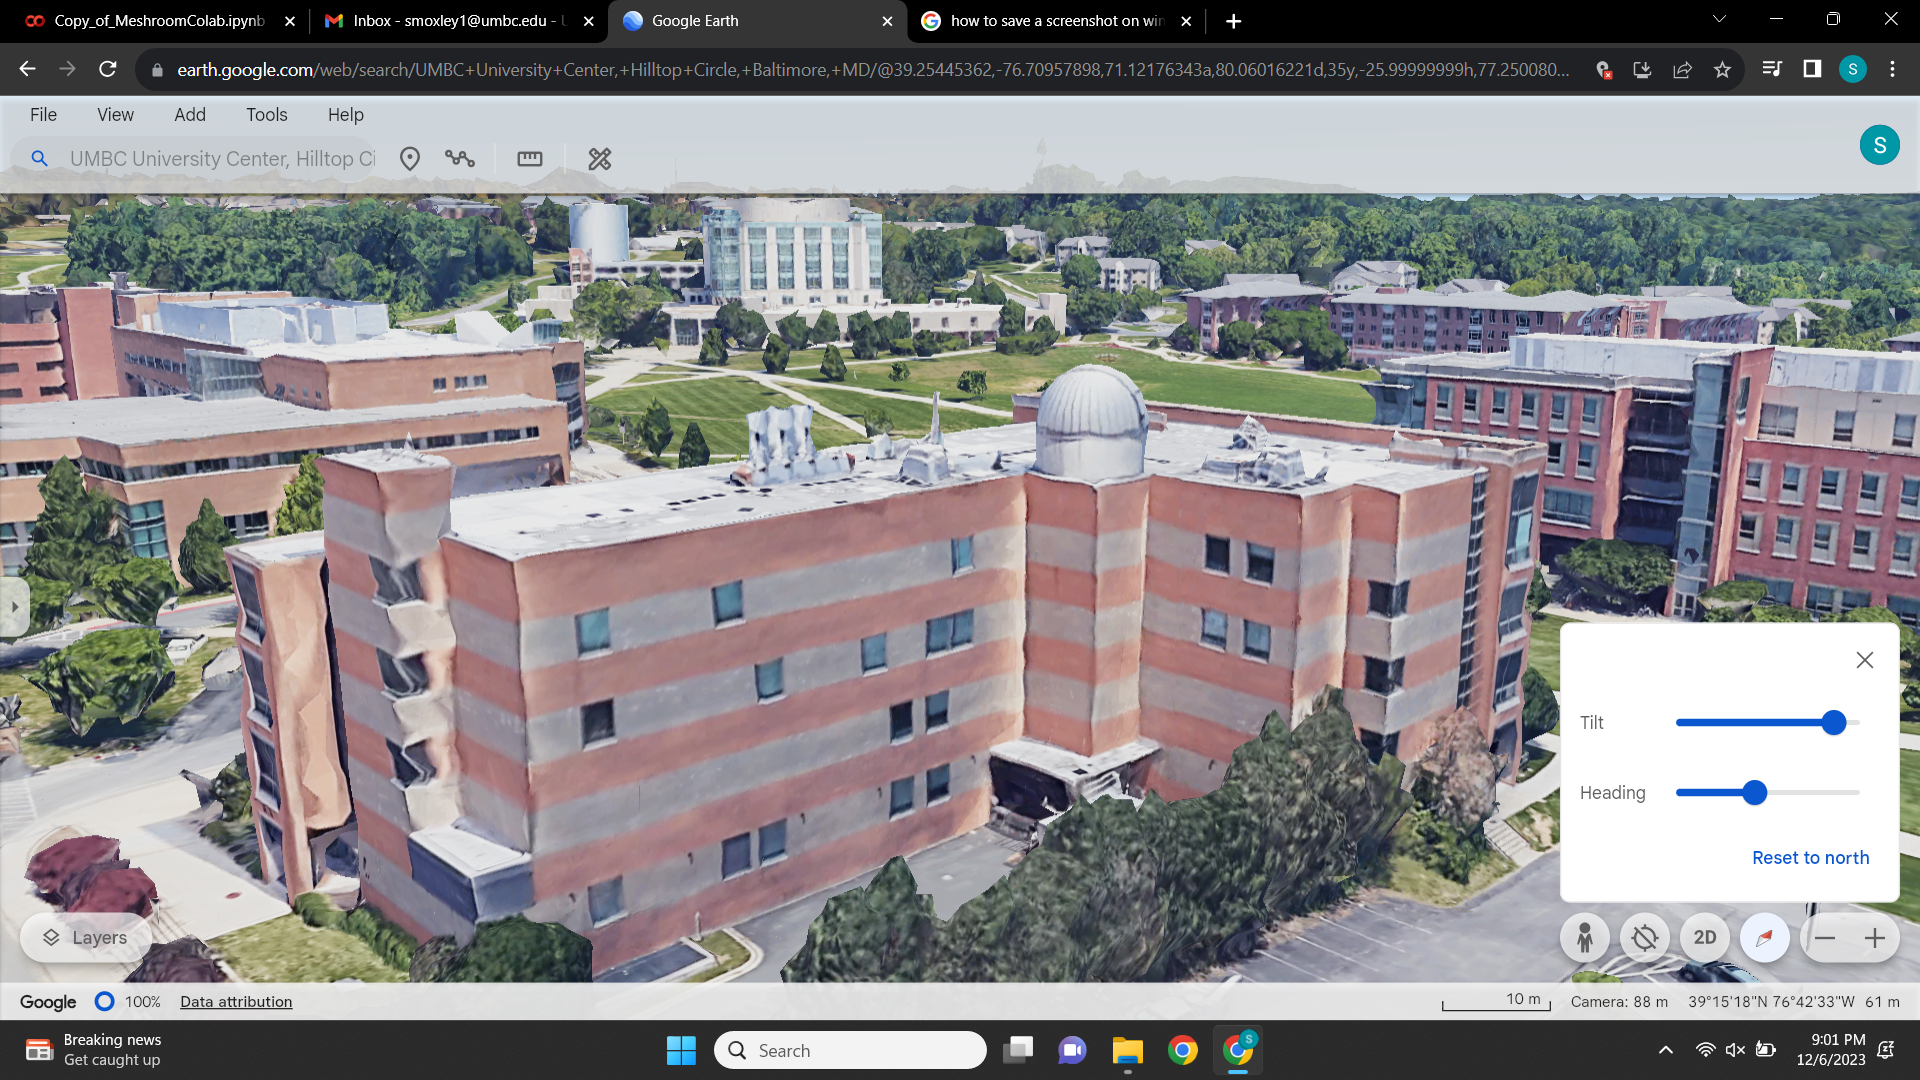 Copy_of_MeshroomColab.ipynb
Inbox - smoxley1@umbc.edu - U
Google Earth
how to save a screenshot on win
earth.google.com/web/search/UMBC+University+Center,+Hilltop+Circle,+Baltimore,+MD/@39.25445362,-76.70957898,71.12176343a,80.06016221d,35y,-25.99999999h,77.250080...
S
File
View
Add
Tools
Help
UMBC University Center, Hilltop Ci
S
Tilt
Heading
Reset to north
Layers
2D
Google
100%
Data attribution
10 m
Camera: 88 m
39°15'18"N 76°42'33"W
61 m
Breaking news
Get caught up
Search
S
9:01 PM
12/6/2023